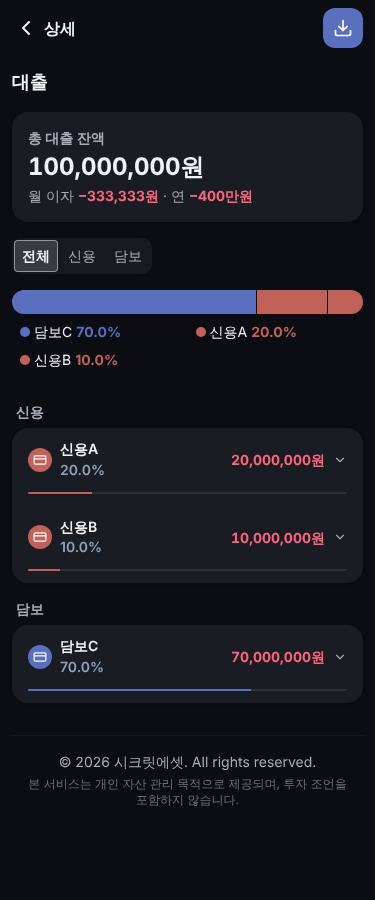 상세
대출
총 대출 잔액
100,000,000원
월 이자 −333,333원 · 연 −400만원
전체 신용 담보
담보C 70.0% 신용A 20.0%
신용B 10.0%
신용
신용A
20.0%
20,000,000원
신용B
10.0%
10,000,000원
담보
담보C
70.0%
70,000,000원
© 2026 시크릿에셋. All rights reserved.
본 서비스는 개인 자산 관리 목적으로 제공되며, 투자 조언을
포함하지 않습니다.